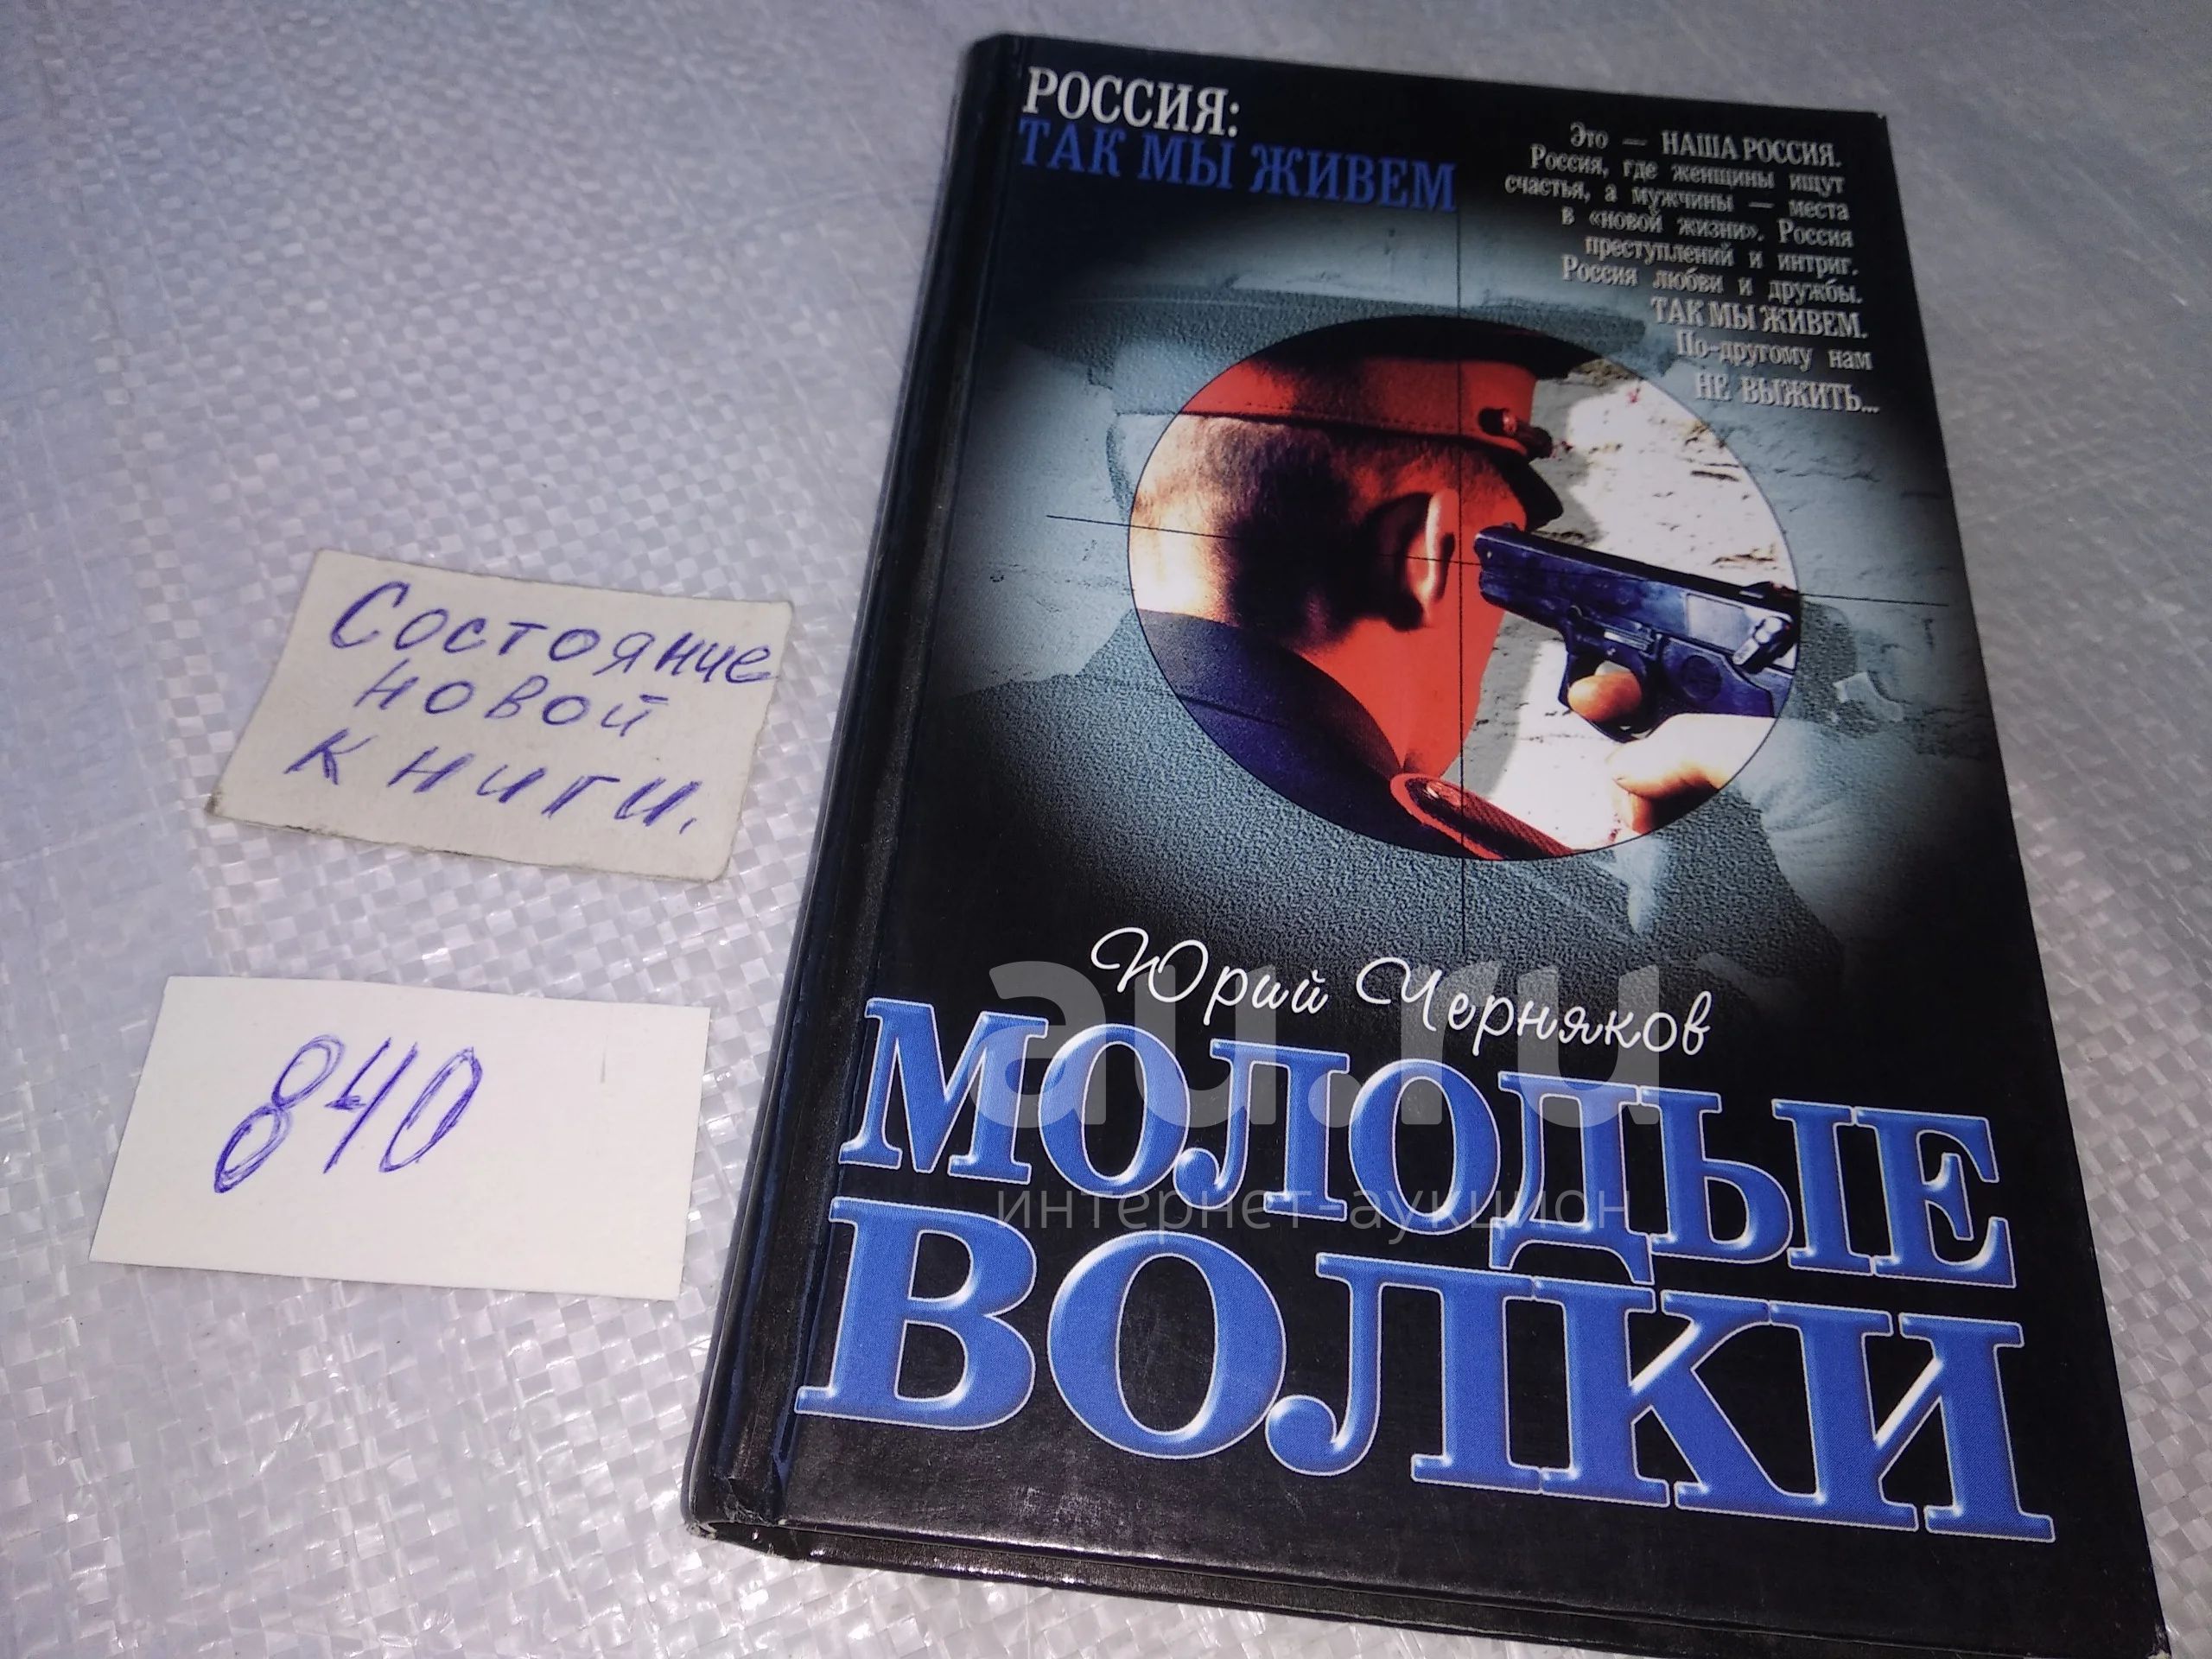 РОССИЯ:
ТАК МЫ ЖИВЕМ
Это — НАША РОССИЯ.
Россия, где женщины ищут
счастья, а мужчины — места
в «новой жизни». Россия
преступлений и интриг.
Россия любви и дружбы.
ТАК МЫ ЖИВЕМ.
По-другому нам
НЕ ВЫЖИТЬ...
Состояние
новой
книги.
840
Юрий Черняков
МОЛОДЫЕ
ВОЛКИ
au.ru
интернет-аукцион